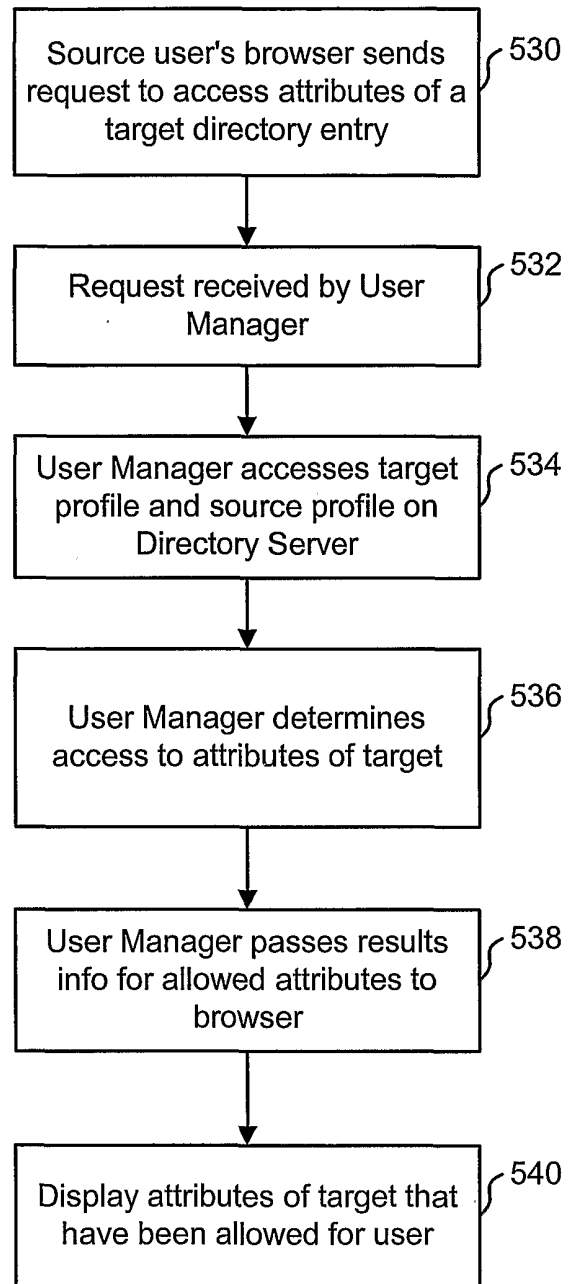 Source user's browser sends
request to access attributes of a
target directory entry
530
Request received by User
Manager
532
User Manager accesses target
profile and source profile on
Directory Server
534
User Manager determines
access to attributes of target
536
User Manager passes results
info for allowed attributes to
browser
538
Display attributes of target that
have been allowed for user
540